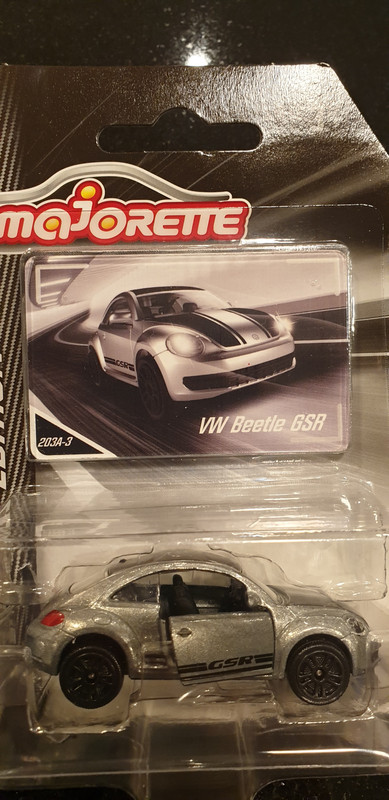 majorette
GSR
203A-3
VW Beetle GSR
GSR